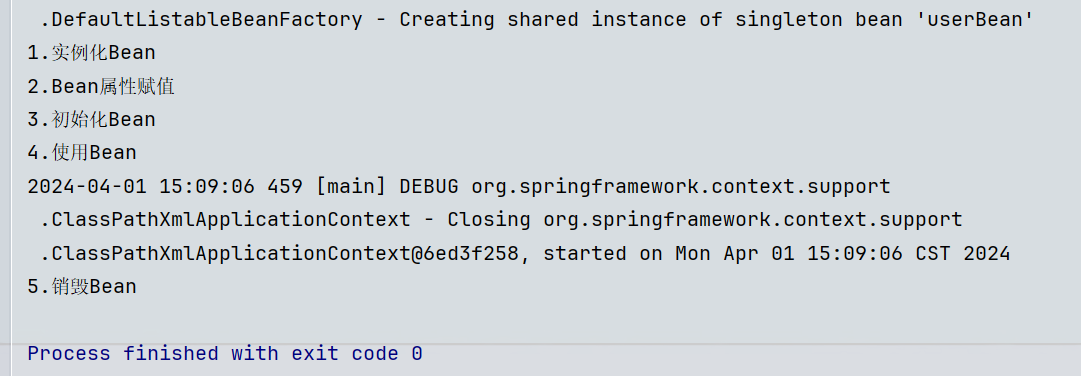 .DefaultListableBeanFactory - Creating shared instance of singleton bean 'userBean'
1.实例化Bean
2.Bean属性赋值
3.初始化Bean
4.使用Bean
2024-04-01 15:09:06 459 [main] DEBUG org.springframework.context.support
.ClassPathXmlApplicationContext - Closing org.springframework.context.support
.ClassPathXmlApplicationContext@6ed3f258, started on Mon Apr 01 15:09:06 CST 2024
5.销毁Bean
Process finished with exit code 0